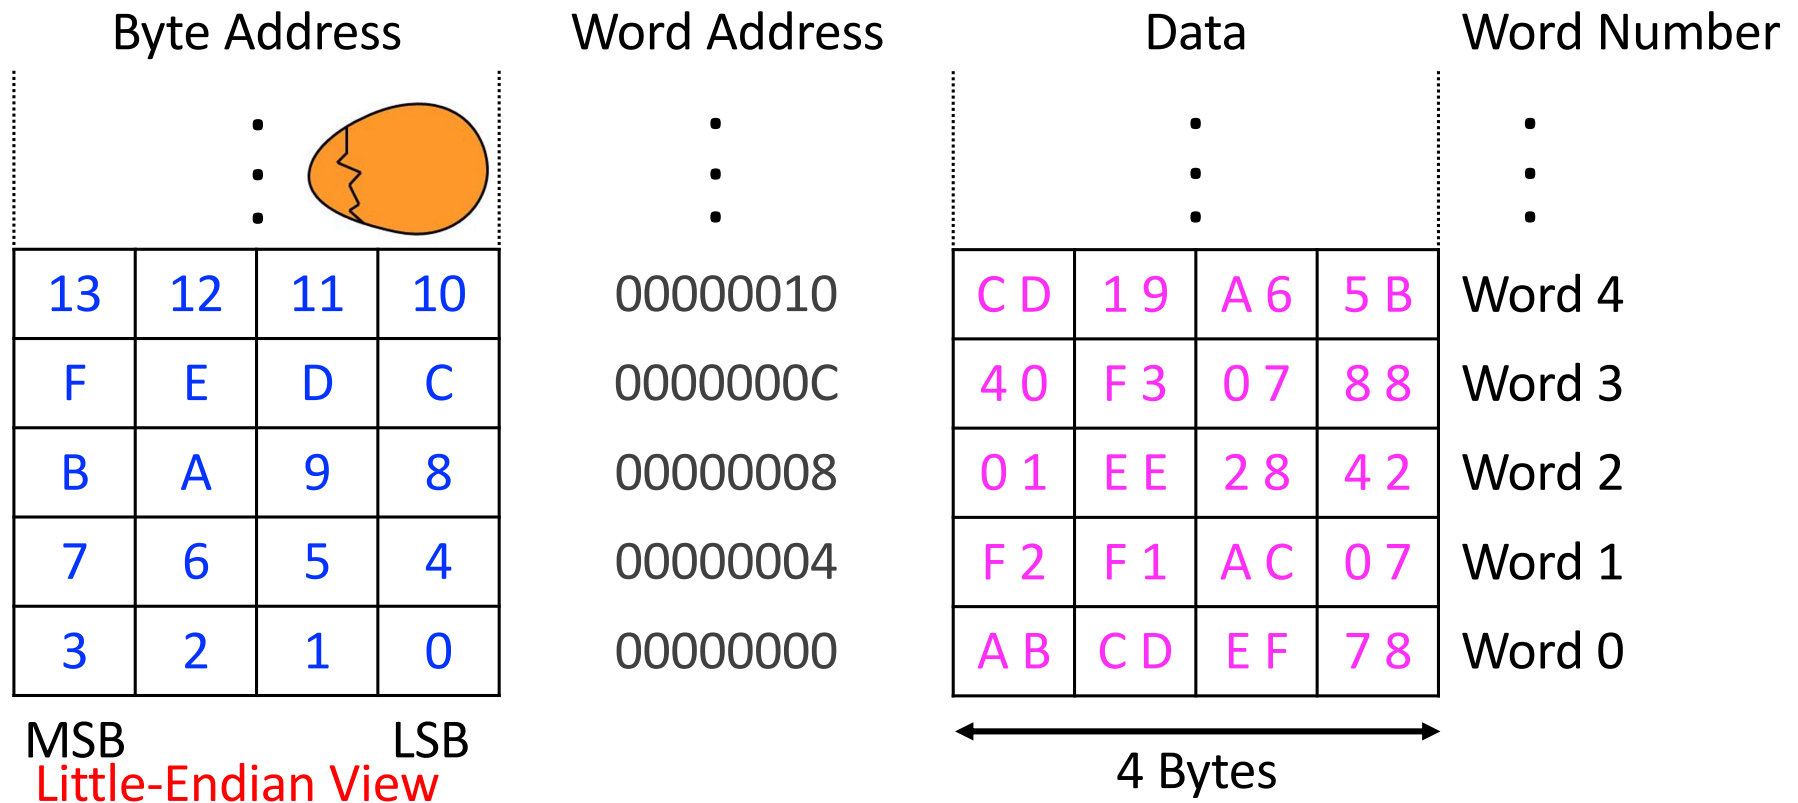 Byte Address Word Address Data Word Number
13 12 11 10 00000010 C D 1 9 A 6 5 B Word 4
F E D C 0000000C 4 0 F 3 0 7 8 8 Word 3
B A 9 8 00000008 0 1 E E 2 8 4 2 Word 2
7 6 5 4 00000004 F 2 F 1 A C 0 7 Word 1
3 2 1 0 00000000 A B C D E F 7 8 Word 0
MSB LSB
Little-Endian View
4 Bytes